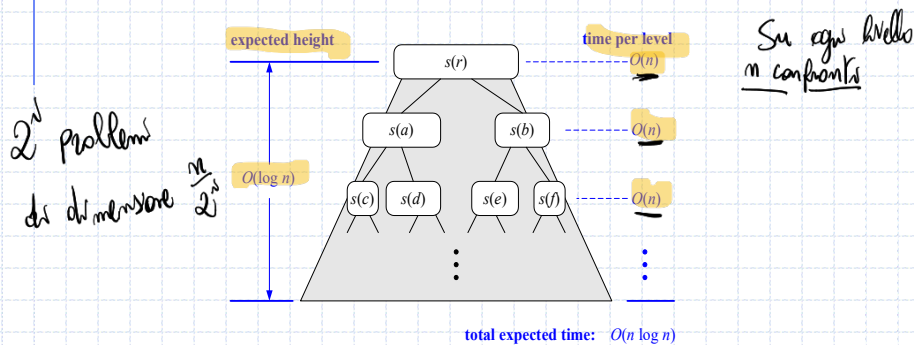 expected height
time per level
s(r)
O(n)
Su ogni livello
n confronti
2^i problemi
di dimensione n/2^i
s(a)
s(b)
O(n)
O(log n)
s(c)
s(d)
s(e)
s(f)
O(n)
total expected time: O(n log n)